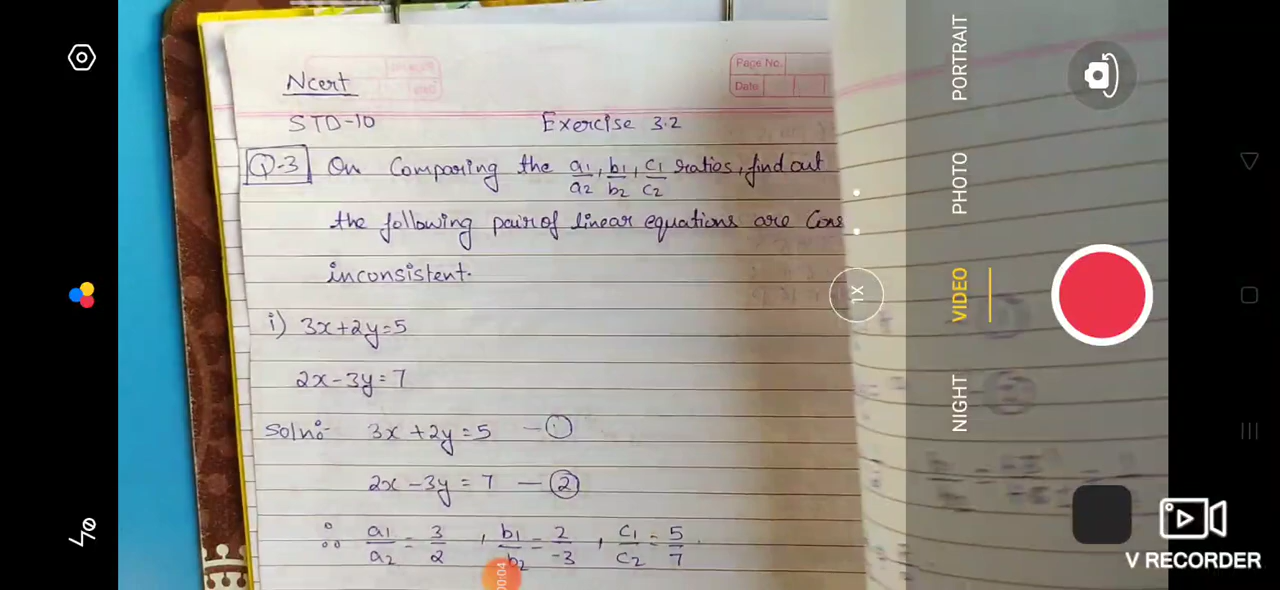 Ncert
Page No.
Date
STD-10 Exercise 3.2
Q-3 On Comparing the a1/a2, b1/b2, c1/c2 ratios, find out
the following pair of linear equations are Cons
inconsistent.
i) 3x+2y=5
2x-3y=7
Soln:- 3x+2y=5 —①
2x-3y=7 —②
∴ a1/a2 = 3/2, b1/b2 = 2/-3, c1/c2 = 5/7.
00:04
1X
PORTRAIT
PHOTO
VIDEO
NIGHT
V RECORDER